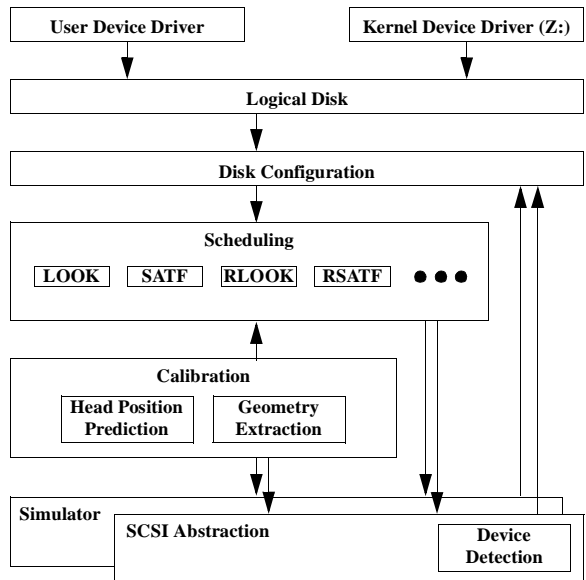 User Device Driver
Kernel Device Driver (Z:)
Logical Disk
Disk Configuration
Scheduling
LOOK
SATF
RLOOK
RSATF
Calibration
Head Position
Prediction
Geometry
Extraction
Simulator
SCSI Abstraction
Device
Detection